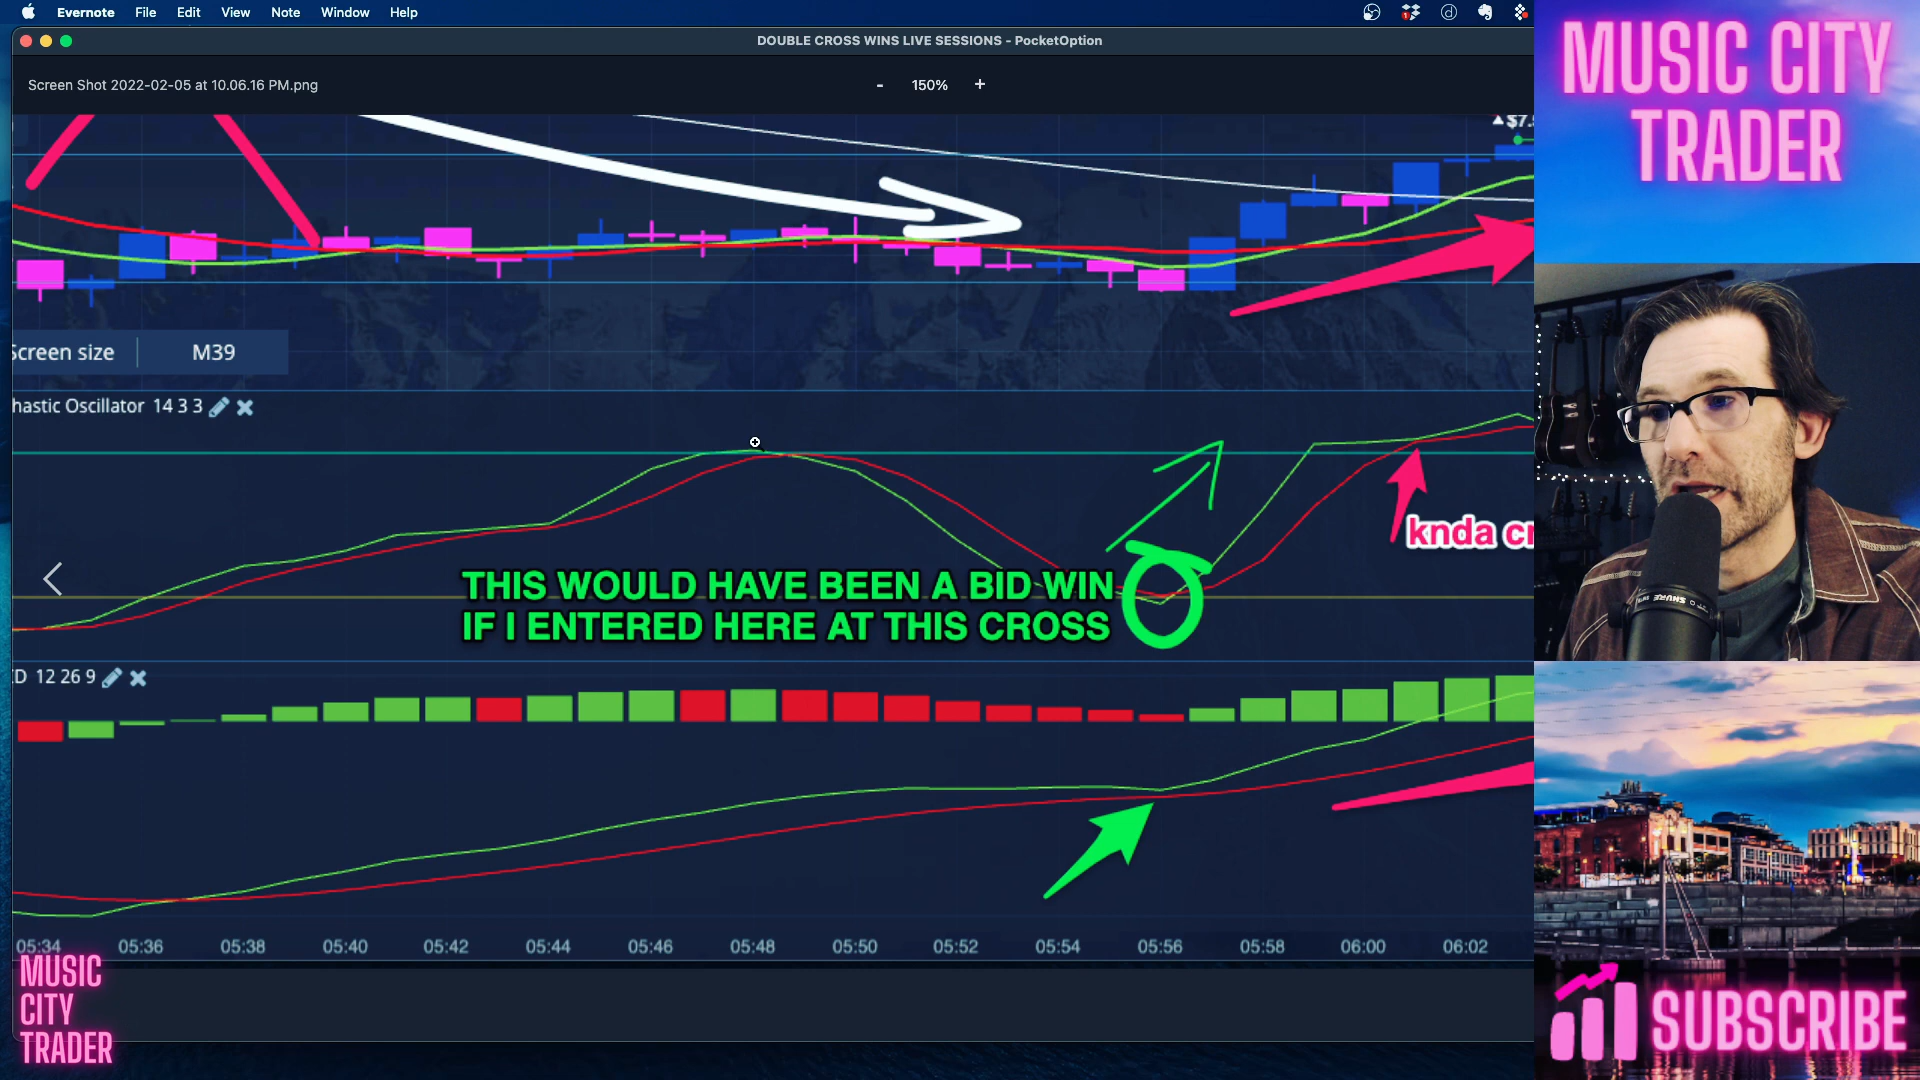 Evernote File Edit View Note Window Help
DOUBLE CROSS WINS LIVE SESSIONS - PocketOption
Screen Shot 2022-02-05 at 10.06.16 PM.png
- 150% +
$7.
Screen size M39
hastic Oscillator 14 3 3
knda cr
THIS WOULD HAVE BEEN A BID WIN
IF I ENTERED HERE AT THIS CROSS
D 12 26 9
05:34 05:36 05:38 05:40 05:42 05:44 05:46 05:48 05:50 05:52 05:54 05:56 05:58 06:00 06:02
MUSIC
CITY
TRADER
MUSIC CITY
TRADER
SHURE
SUBSCRIBE